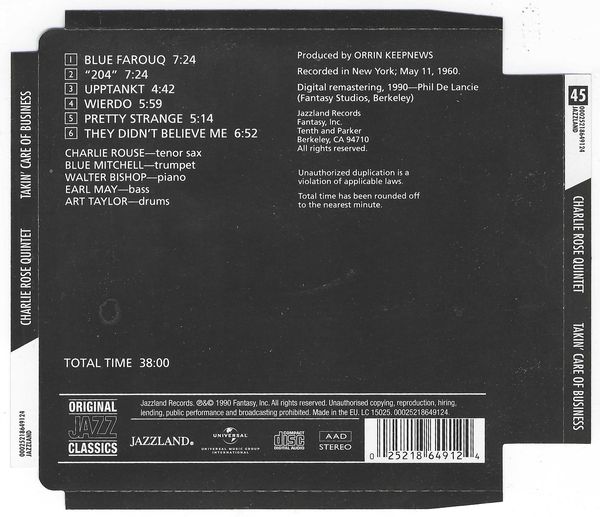 1 BLUE FAROUQ 7:24
2 "204" 7:24
3 UPPTANKT 4:42
4 WIERDO 5:59
5 PRETTY STRANGE 5:14
6 THEY DIDN'T BELIEVE ME 6:52
CHARLIE ROUSE—tenor sax
BLUE MITCHELL—trumpet
WALTER BISHOP—piano
EARL MAY—bass
ART TAYLOR—drums
Produced by ORRIN KEEPNEWS
Recorded in New York; May 11, 1960.
Digital remastering, 1990—Phil De Lancie
(Fantasy Studios, Berkeley)
Jazzland Records
Fantasy, Inc.
Tenth and Parker
Berkeley, CA 94710
All rights reserved.
Unauthorized duplication is a
violation of applicable laws.
Total time has been rounded off
to the nearest minute.
TOTAL TIME 38:00
ORIGINAL
JAZZ
CLASSICS
Jazzland Records. ℗&© 1990 Fantasy, Inc. All rights reserved. Unauthorised copying, reproduction, hiring,
lending, public performance and broadcasting prohibited. Made in the EU. LC 15025. 00025218649124.
JAZZLAND®
UNIVERSAL
UNIVERSAL MUSIC GROUP
INTERNATIONAL
COMPACT
disc
DIGITAL AUDIO
AAD
STEREO
0 25218 64912 4
CHARLIE ROSE QUINTET TAKIN' CARE OF BUSINESS
00025218649124
JAZZLAND
45
00025218649124
JAZZLAND
CHARLIE ROSE QUINTET TAKIN' CARE OF BUSINESS